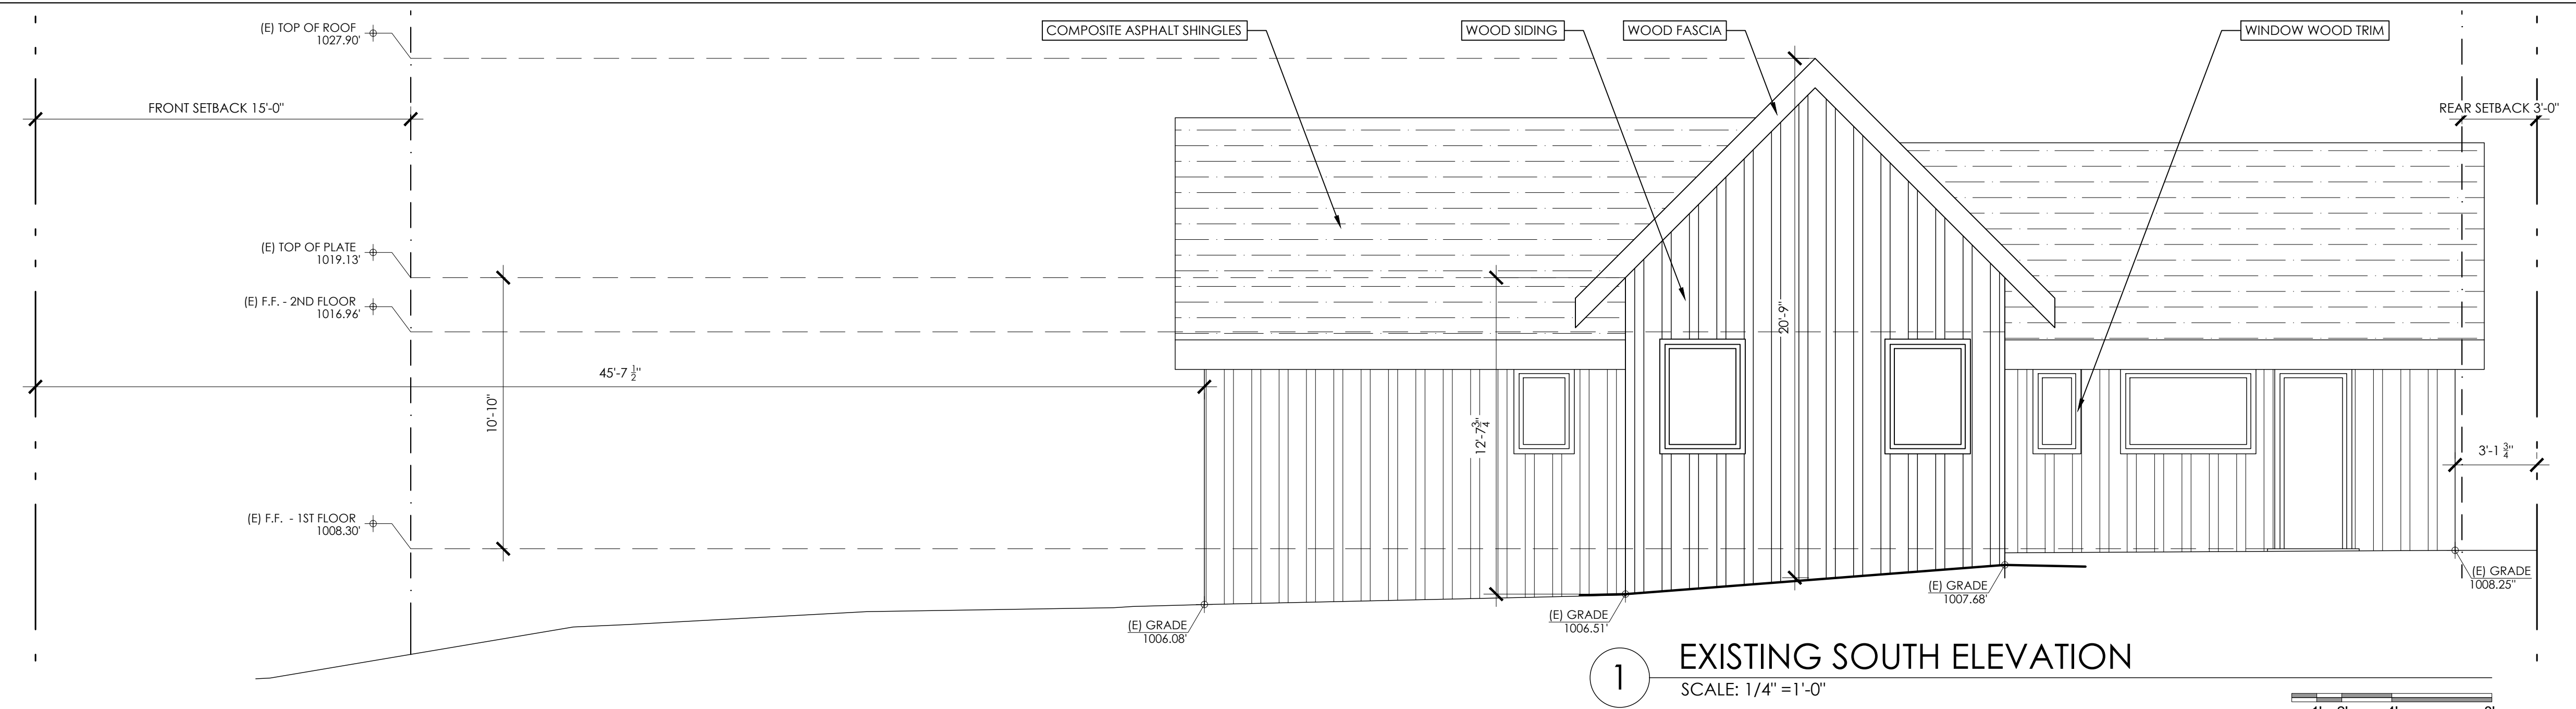 (E) TOP OF ROOF
1027.90'
COMPOSITE ASPHALT SHINGLES
WOOD SIDING
WOOD FASCIA
WINDOW WOOD TRIM
FRONT SETBACK 15'-0"
REAR SETBACK 3'-0"
(E) TOP OF PLATE
1019.13'
(E) F.F. - 2ND FLOOR
1016.96'
20'-9"
45'-7 1/2"
10'-10"
12'-7 3/4"
3'-1 3/4"
(E) F.F. - 1ST FLOOR
1008.30'
(E) GRADE
1006.08'
(E) GRADE
1006.51'
(E) GRADE
1007.68'
(E) GRADE
1008.25"
1
EXISTING SOUTH ELEVATION
SCALE: 1/4" =1'-0"